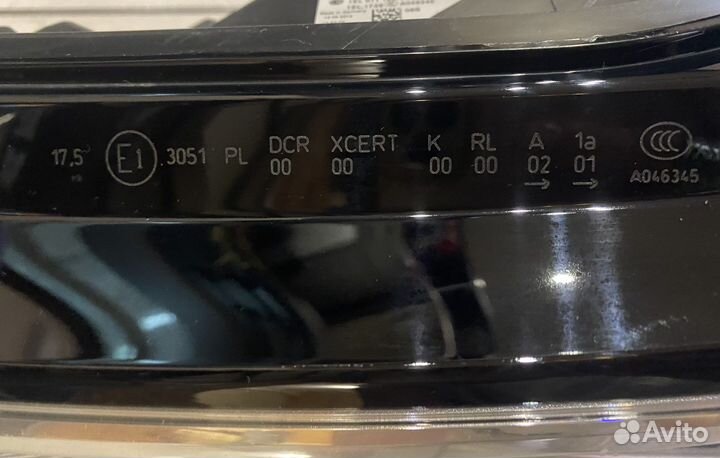 17,5 E1 3051 PL DCR XCERT K RL A 1a CCC
00 00 00 00 02 01 A046345
Avito